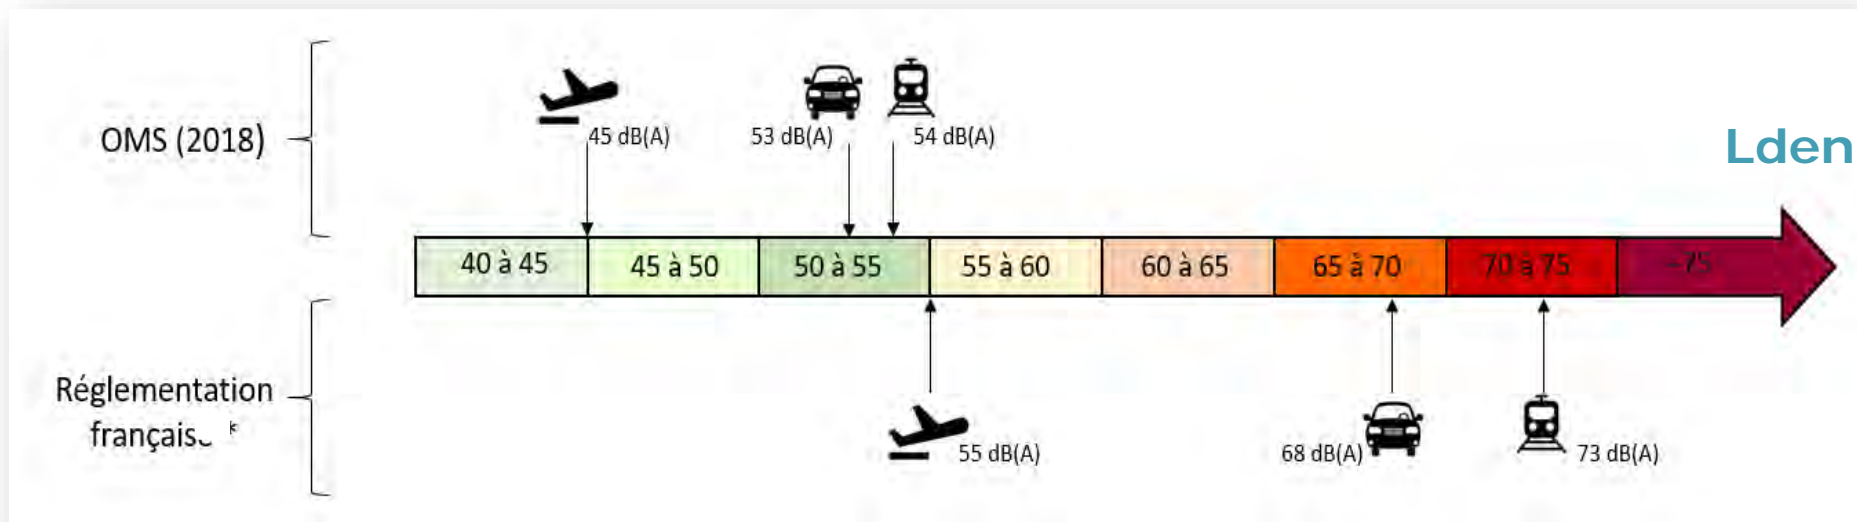 OMS (2018)
45 dB(A)
53 dB(A)
54 dB(A)
Lden
40 à 45
45 à 50
50 à 55
55 à 60
60 à 65
65 à 70
70 à 75
Réglementation
*
55 dB(A)
68 dB(A)
73 dB(A)